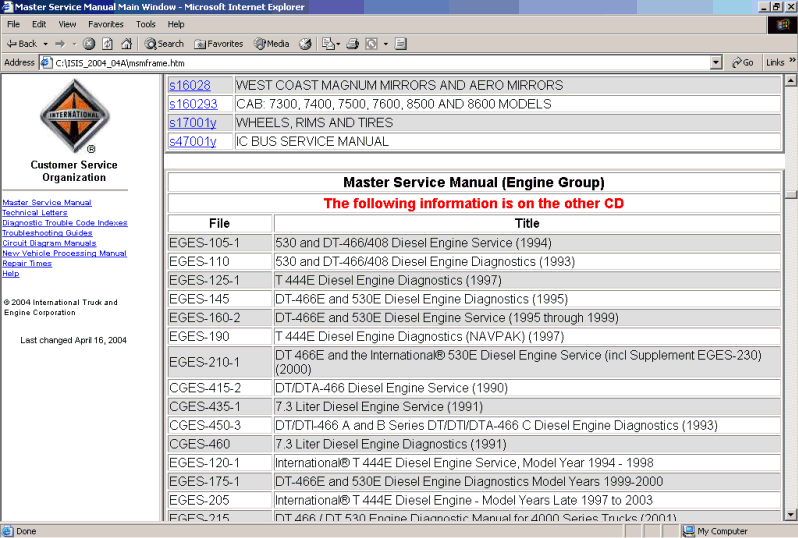 Master Service Manual Main Window - Microsoft Internet Explorer
File Edit View Favorites Tools Help
Back Search Favorites Media
Address C:\ISIS_2004_04A\msmframe.htm Go Links »
INTERNATIONAL
®
Customer Service
Organization
Master Service Manual
Technical Letters
Diagnostic Trouble Code Indexes
Troubleshooting Guides
Circuit Diagram Manuals
New Vehicle Processing Manual
Repair Times
Help
© 2004 International Truck and
Engine Corporation
Last changed April 16, 2004
s16028 WEST COAST MAGNUM MIRRORS AND AERO MIRRORS
s160293 CAB: 7300, 7400, 7500, 7600, 8500 AND 8600 MODELS
s17001y WHEELS, RIMS AND TIRES
s47001y IC BUS SERVICE MANUAL
Master Service Manual (Engine Group)
The following information is on the other CD
File Title
EGES-105-1 530 and DT-466/408 Diesel Engine Service (1994)
EGES-110 530 and DT-466/408 Diesel Engine Diagnostics (1993)
EGES-125-1 T 444E Diesel Engine Diagnostics (1997)
EGES-145 DT-466E and 530E Diesel Engine Diagnostics (1995)
EGES-160-2 DT-466E and 530E Diesel Engine Service (1995 through 1999)
EGES-190 T 444E Diesel Engine Diagnostics (NAVPAK) (1997)
EGES-210-1 DT 466E and the International® 530E Diesel Engine Service (incl Supplement EGES-230)
(2000)
CGES-415-2 DT/DTA-466 Diesel Engine Service (1990)
CGES-435-1 7.3 Liter Diesel Engine Service (1991)
CGES-450-3 DT/DTI-466 A and B Series DT/DTI/DTA-466 C Diesel Engine Diagnostics (1993)
CGES-460 7.3 Liter Diesel Engine Diagnostics (1991)
EGES-120-1 International® T 444E Diesel Engine Service, Model Year 1994 - 1998
EGES-175-1 DT-466E and 530E Diesel Engine Diagnostics Model Years 1999-2000
EGES-205 International® T 444E Diesel Engine - Model Years Late 1997 to 2003
EGES-215 DT 466 / DT 530 Engine Diagnostic Manual for 4000 Series Trucks (2001)
Done My Computer